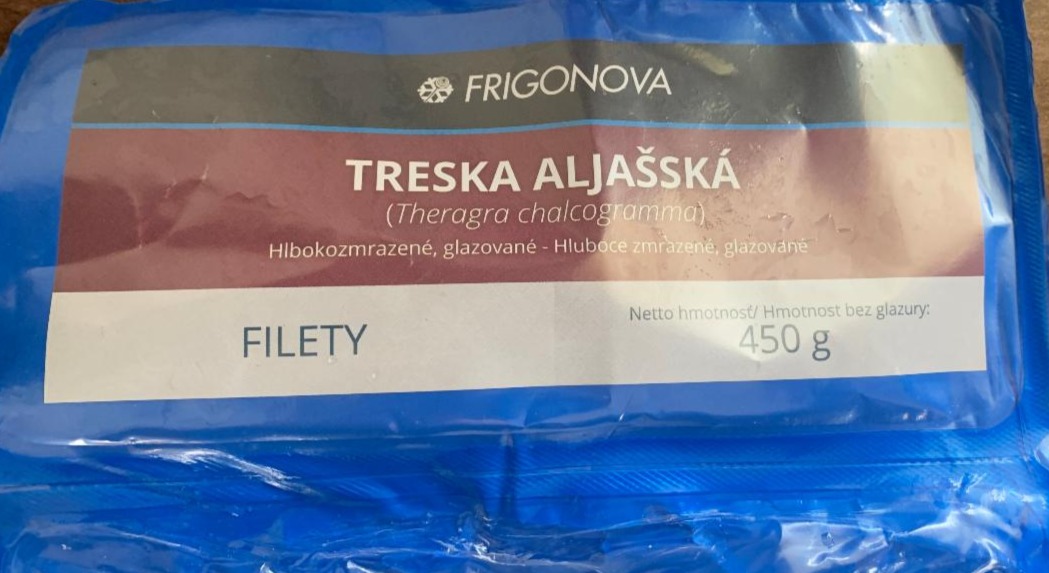 FRIGONOVA
TRESKA ALJAŠSKÁ
(Theragra chalcogramma)
Hlbokozmrazené, glazované - Hluboce zmrazené, glazované
FILETY
Netto hmotnosť/ Hmotnost bez glazury:
450 g